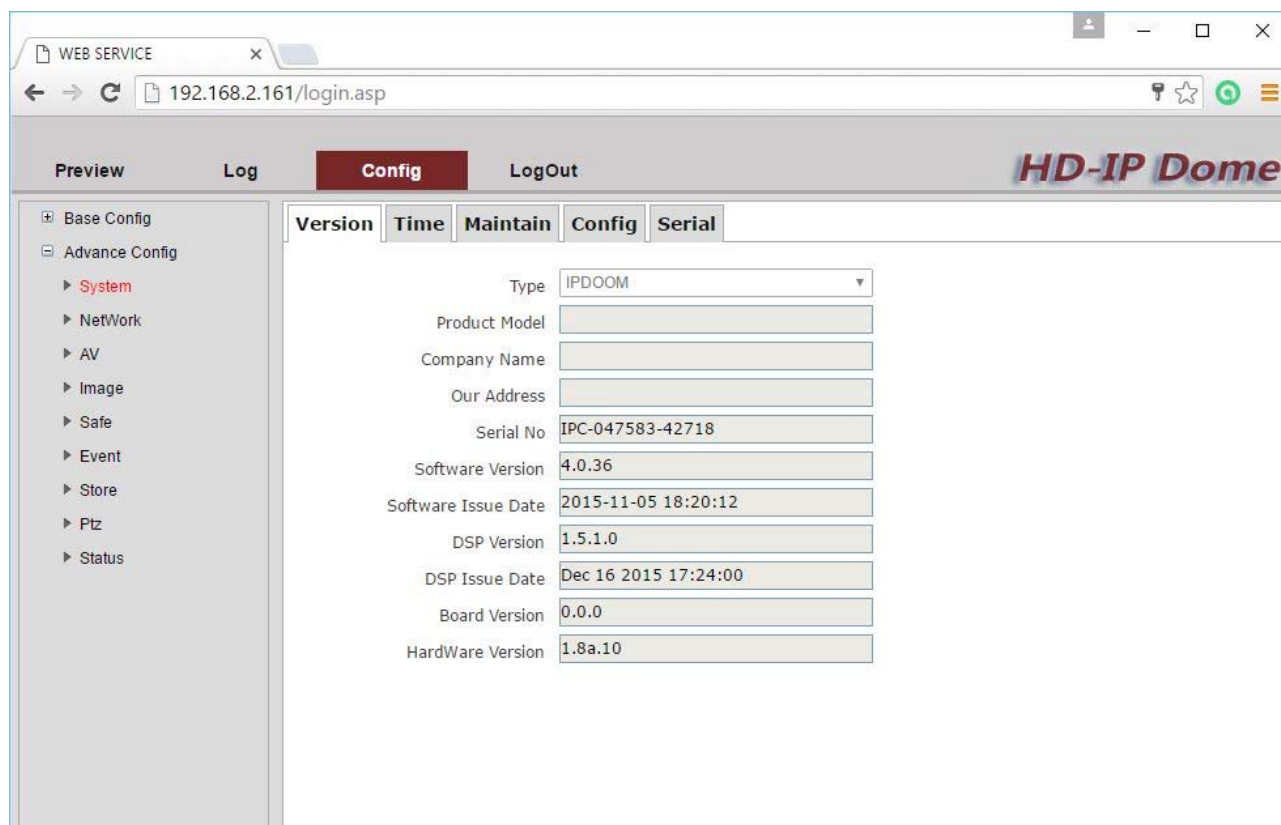 WEB SERVICE
192.168.2.161/login.asp
Preview Log Config LogOut HD-IP Dome
Base Config
Advance Config
System
NetWork
AV
Image
Safe
Event
Store
Ptz
Status
Version Time Maintain Config Serial
Type IPDOOM
Product Model
Company Name
Our Address
Serial No IPC-047583-42718
Software Version 4.0.36
Software Issue Date 2015-11-05 18:20:12
DSP Version 1.5.1.0
DSP Issue Date Dec 16 2015 17:24:00
Board Version 0.0.0
HardWare Version 1.8a.10